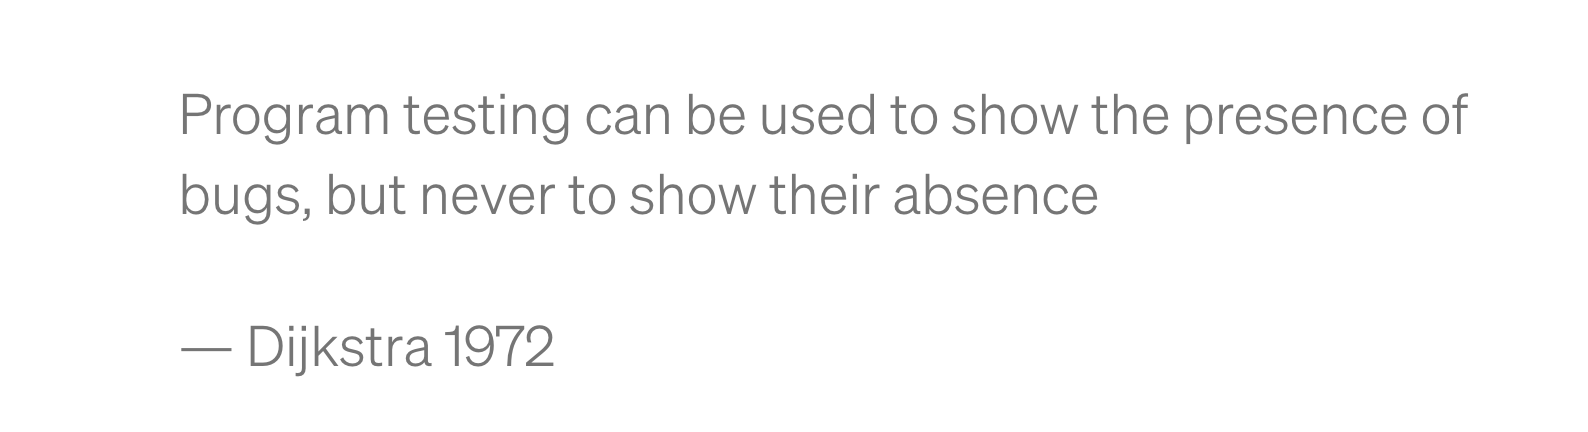 Program testing can be used to show the presence of
bugs, but never to show their absence
— Dijkstra 1972